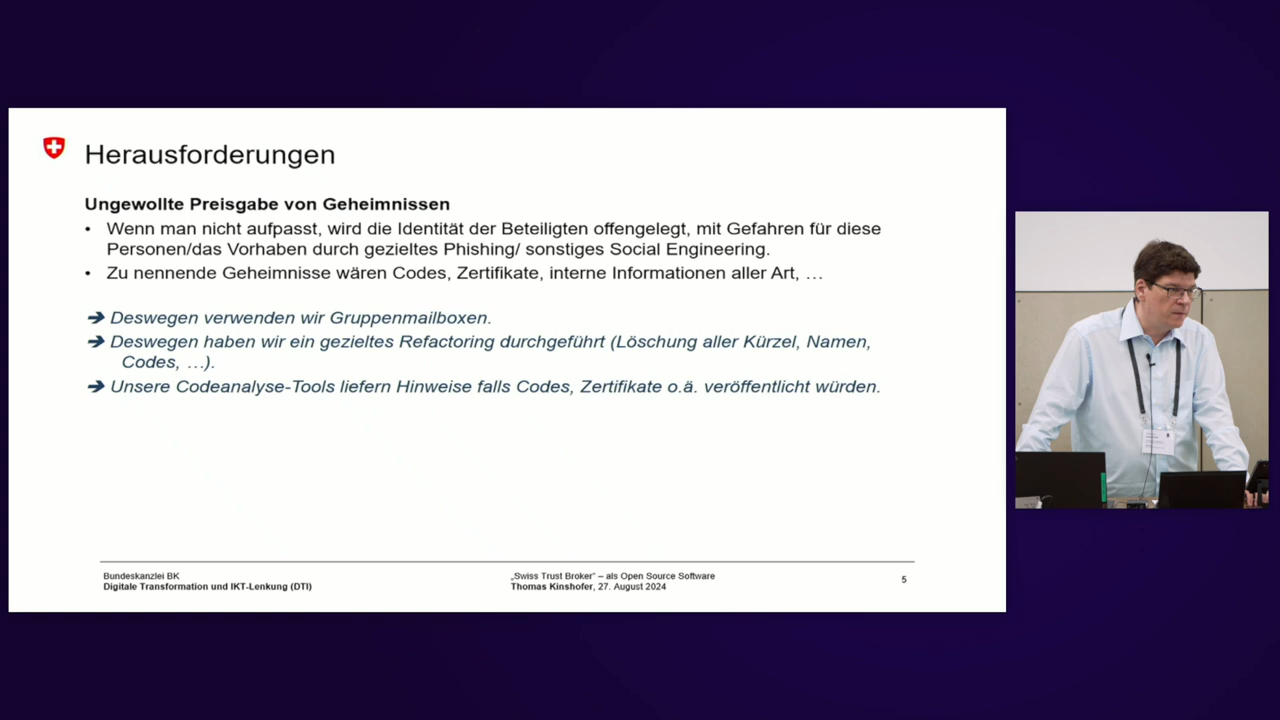 Herausforderungen
Ungewollte Preisgabe von Geheimnissen
• Wenn man nicht aufpasst, wird die Identität der Beteiligten offengelegt, mit Gefahren für diese
Personen/das Vorhaben durch gezieltes Phishing/ sonstiges Social Engineering.
• Zu nennende Geheimnisse wären Codes, Zertifikate, interne Informationen aller Art, …
➔ Deswegen verwenden wir Gruppenmailboxen.
➔ Deswegen haben wir ein gezieltes Refactoring durchgeführt (Löschung aller Kürzel, Namen,
Codes, …).
➔ Unsere Codeanalyse-Tools liefern Hinweise falls Codes, Zertifikate o.ä. veröffentlicht würden.
Bundeskanzlei BK
Digitale Transformation und IKT-Lenkung (DTI)
„Swiss Trust Broker" – als Open Source Software
Thomas Kinshofer, 27. August 2024
5